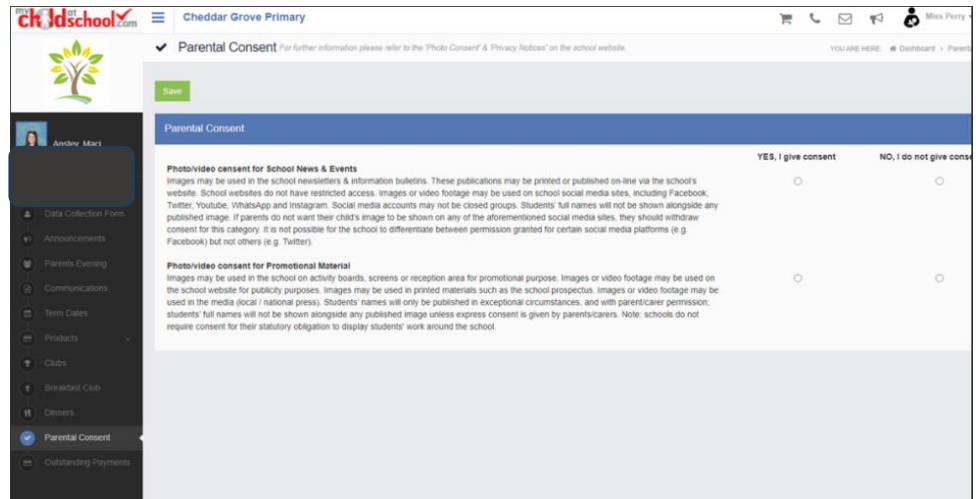 my child at school.com
Cheddar Grove Primary
Miss Perry
Parental Consent For further information please refer to the 'Photo Consent' & 'Privacy Notices' on the school website.
YOU ARE HERE: Dashboard > Parenta
Save
Ansley, Maci
Parental Consent
YES, I give consent NO, I do not give conse
Photo/video consent for School News & Events
Images may be used in the school newsletters & information bulletins. These publications may be printed or published on-line via the school's
website. School websites do not have restricted access. Images or video footage may be used on school social media sites, including Facebook,
Twitter, Youtube, WhatsApp and Instagram. Social media accounts may not be closed groups. Students' full names will not be shown alongside any
published image. If parents do not want their child's image to be shown on any of the aforementioned social media sites, they should withdraw
consent for this category. It is not possible for the school to differentiate between permission granted for certain social media platforms (e.g.
Facebook) but not others (e.g. Twitter).
Photo/video consent for Promotional Material
Images may be used in the school on activity boards, screens or reception area for promotional purpose. Images or video footage may be used on
the school website for publicity purposes. Images may be used in printed materials such as the school prospectus. Images or video footage may be
used in the media (local / national press). Students' names will only be published in exceptional circumstances, and with parent/carer permission;
students' full names will not be shown alongside any published image unless express consent is given by parents/carers. Note: schools do not
require consent for their statutory obligation to display students' work around the school.
Data Collection Form
Announcements
Parents Evening
Communications
Term Dates
Products
Clubs
Breakfast Club
Dinners
Parental Consent
Outstanding Payments